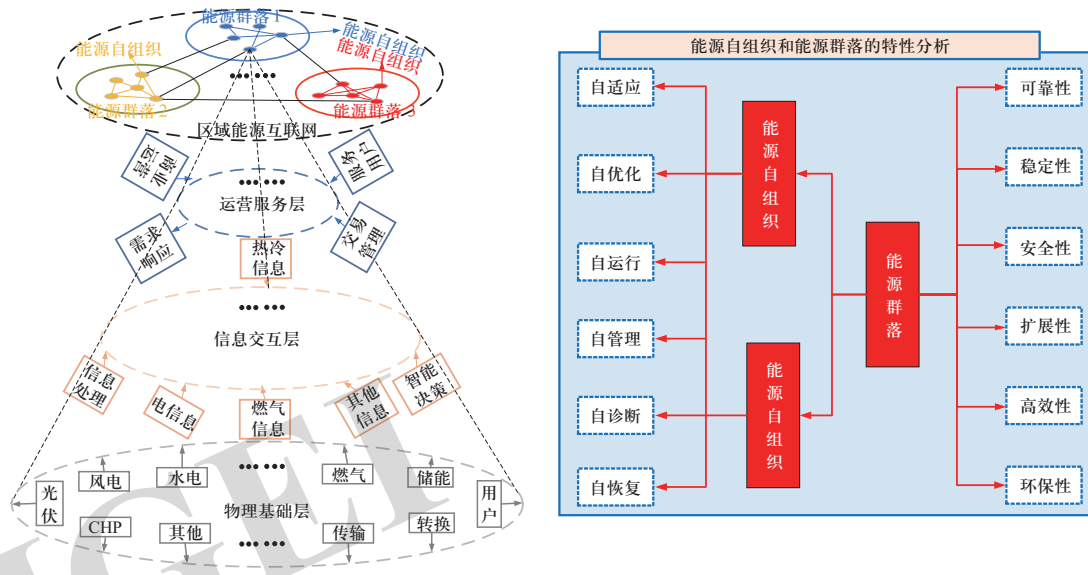 能源群落 1
能源自组织
能源自组织
能源自组织
能源群落 2
能源群落 3
…… ……
区域能源互联网
商业
运营
服务
用户
…… ……
运营服务层
需求
响应
交易
管理
热冷
信息
…… ……
信息交互层
信息
处理
电信息
燃气
信息
其他
信息
智能
决策
光伏
风电
水电
燃气
储能
用户
…… ……
物理基础层
CHP
其他
…… ……
传输
转换
IGEI
能源自组织和能源群落的特性分析
自适应
自优化
自运行
自管理
自诊断
自恢复
能源自组织
能源自组织
能源群落
可靠性
稳定性
安全性
扩展性
高效性
环保性